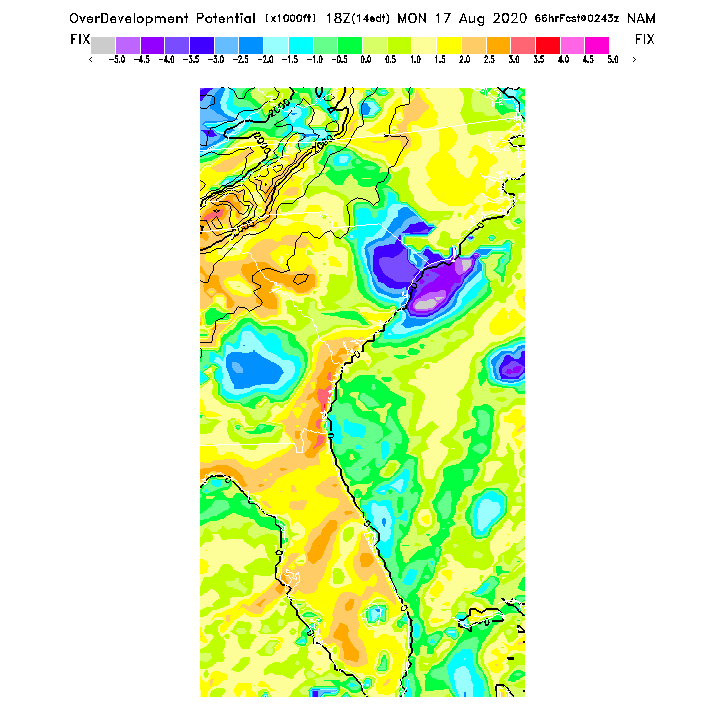 OverDevelopment Potential [x1000ft] 18Z(14edt) MON 17 Aug 2020 66hrFcst@0243z NAM
FIX FIX
< -5.0 -4.5 -4.0 -3.5 -3.0 -2.5 -2.0 -1.5 -1.0 -0.5 0.0 0.5 1.0 1.5 2.0 2.5 3.0 3.5 4.0 4.5 5.0 >
2000
2000